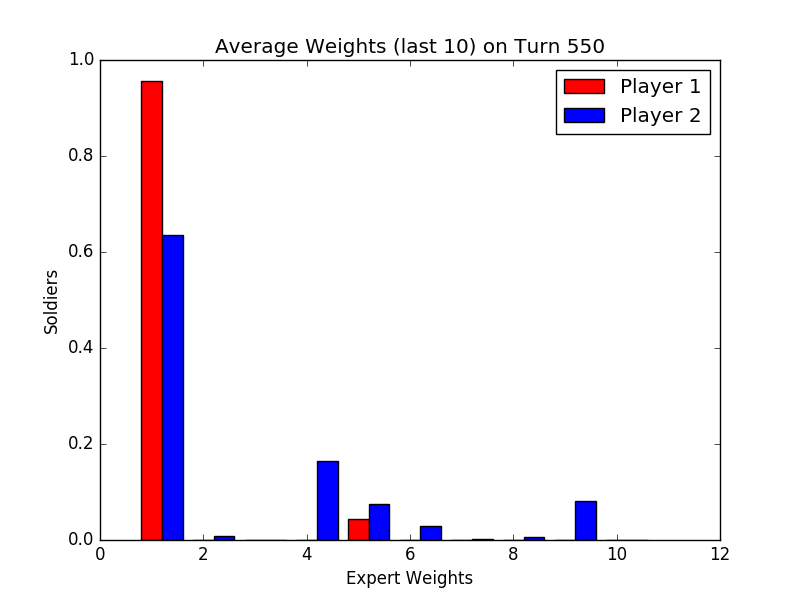 Average Weights (last 10) on Turn 550
1.0
0.8
0.6
0.4
0.2
0.0
Soldiers
Player 1
Player 2
0 2 4 6 8 10 12
Expert Weights